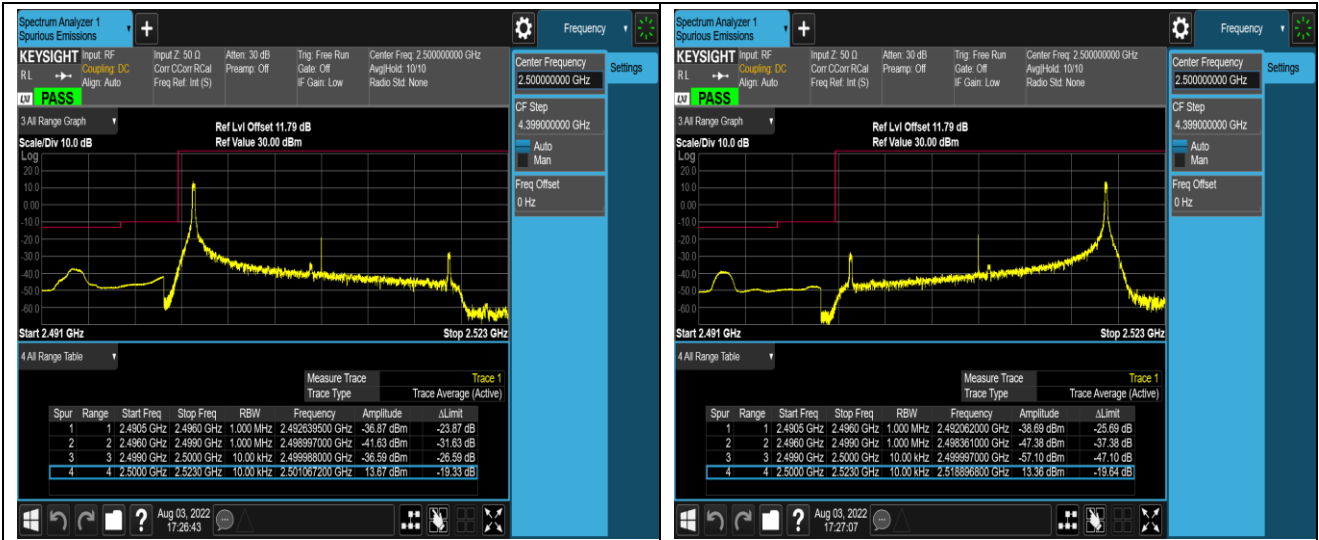 Spectrum Analyzer 1
Spurious Emissions
Frequency
KEYSIGHT Input: RF Input Z: 50 Ω Atten: 30 dB Trig: Free Run Center Freq: 2.500000000 GHz
RL Coupling: DC Corr CCorr RCal Preamp: Off Gate: Off Avg|Hold: 10/10
Align: Auto Freq Ref: Int (S) IF Gain: Low Radio Std: None
LXI PASS
Center Frequency
2.500000000 GHz
Settings
CF Step
4.399000000 GHz
Auto
Man
Freq Offset
0 Hz
3 All Range Graph
Ref Lvl Offset 11.79 dB
Scale/Div 10.0 dB Ref Value 30.00 dBm
Log
20.0
10.0
0.00
-10.0
-20.0
-30.0
-40.0
-50.0
-60.0
Start 2.491 GHz Stop 2.523 GHz
4 All Range Table
Measure Trace Trace 1
Trace Type Trace Average (Active)
Spur Range Start Freq Stop Freq RBW Frequency Amplitude ΔLimit
1 1 2.4905 GHz 2.4960 GHz 1.000 MHz 2.492639500 GHz -36.87 dBm -23.87 dB
2 2 2.4960 GHz 2.4990 GHz 1.000 MHz 2.498997000 GHz -41.63 dBm -31.63 dB
3 3 2.4990 GHz 2.5000 GHz 10.00 kHz 2.499988000 GHz -36.59 dBm -26.59 dB
4 4 2.5000 GHz 2.5230 GHz 10.00 kHz 2.501067200 GHz 13.67 dBm -19.33 dB
?
Aug 03, 2022
17:26:43
Spectrum Analyzer 1
Spurious Emissions
Frequency
KEYSIGHT Input: RF Input Z: 50 Ω Atten: 30 dB Trig: Free Run Center Freq: 2.500000000 GHz
RL Coupling: DC Corr CCorr RCal Preamp: Off Gate: Off Avg|Hold: 10/10
Align: Auto Freq Ref: Int (S) IF Gain: Low Radio Std: None
LXI PASS
Center Frequency
2.500000000 GHz
Settings
CF Step
4.399000000 GHz
Auto
Man
Freq Offset
0 Hz
3 All Range Graph
Ref Lvl Offset 11.79 dB
Scale/Div 10.0 dB Ref Value 30.00 dBm
Log
20.0
10.0
0.00
-10.0
-20.0
-30.0
-40.0
-50.0
-60.0
Start 2.491 GHz Stop 2.523 GHz
4 All Range Table
Measure Trace Trace 1
Trace Type Trace Average (Active)
Spur Range Start Freq Stop Freq RBW Frequency Amplitude ΔLimit
1 1 2.4905 GHz 2.4960 GHz 1.000 MHz 2.492062000 GHz -38.69 dBm -25.69 dB
2 2 2.4960 GHz 2.4990 GHz 1.000 MHz 2.498361000 GHz -47.38 dBm -37.38 dB
3 3 2.4990 GHz 2.5000 GHz 10.00 kHz 2.499997000 GHz -57.10 dBm -47.10 dB
4 4 2.5000 GHz 2.5230 GHz 10.00 kHz 2.518896800 GHz 13.36 dBm -19.64 dB
?
Aug 03, 2022
17:27:07